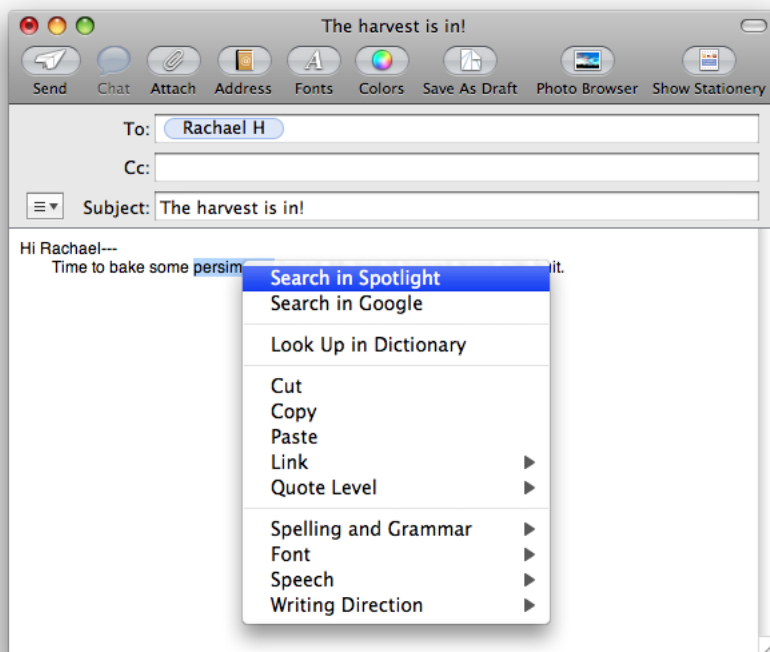 The harvest is in!
Send Chat Attach Address Fonts Colors Save As Draft Photo Browser Show Stationery
To: Rachael H
Cc:
Subject: The harvest is in!
Hi Rachael---
Time to bake some
Search in Spotlight
Search in Google
Look Up in Dictionary
Cut
Copy
Paste
Link
Quote Level
Spelling and Grammar
Font
Speech
Writing Direction